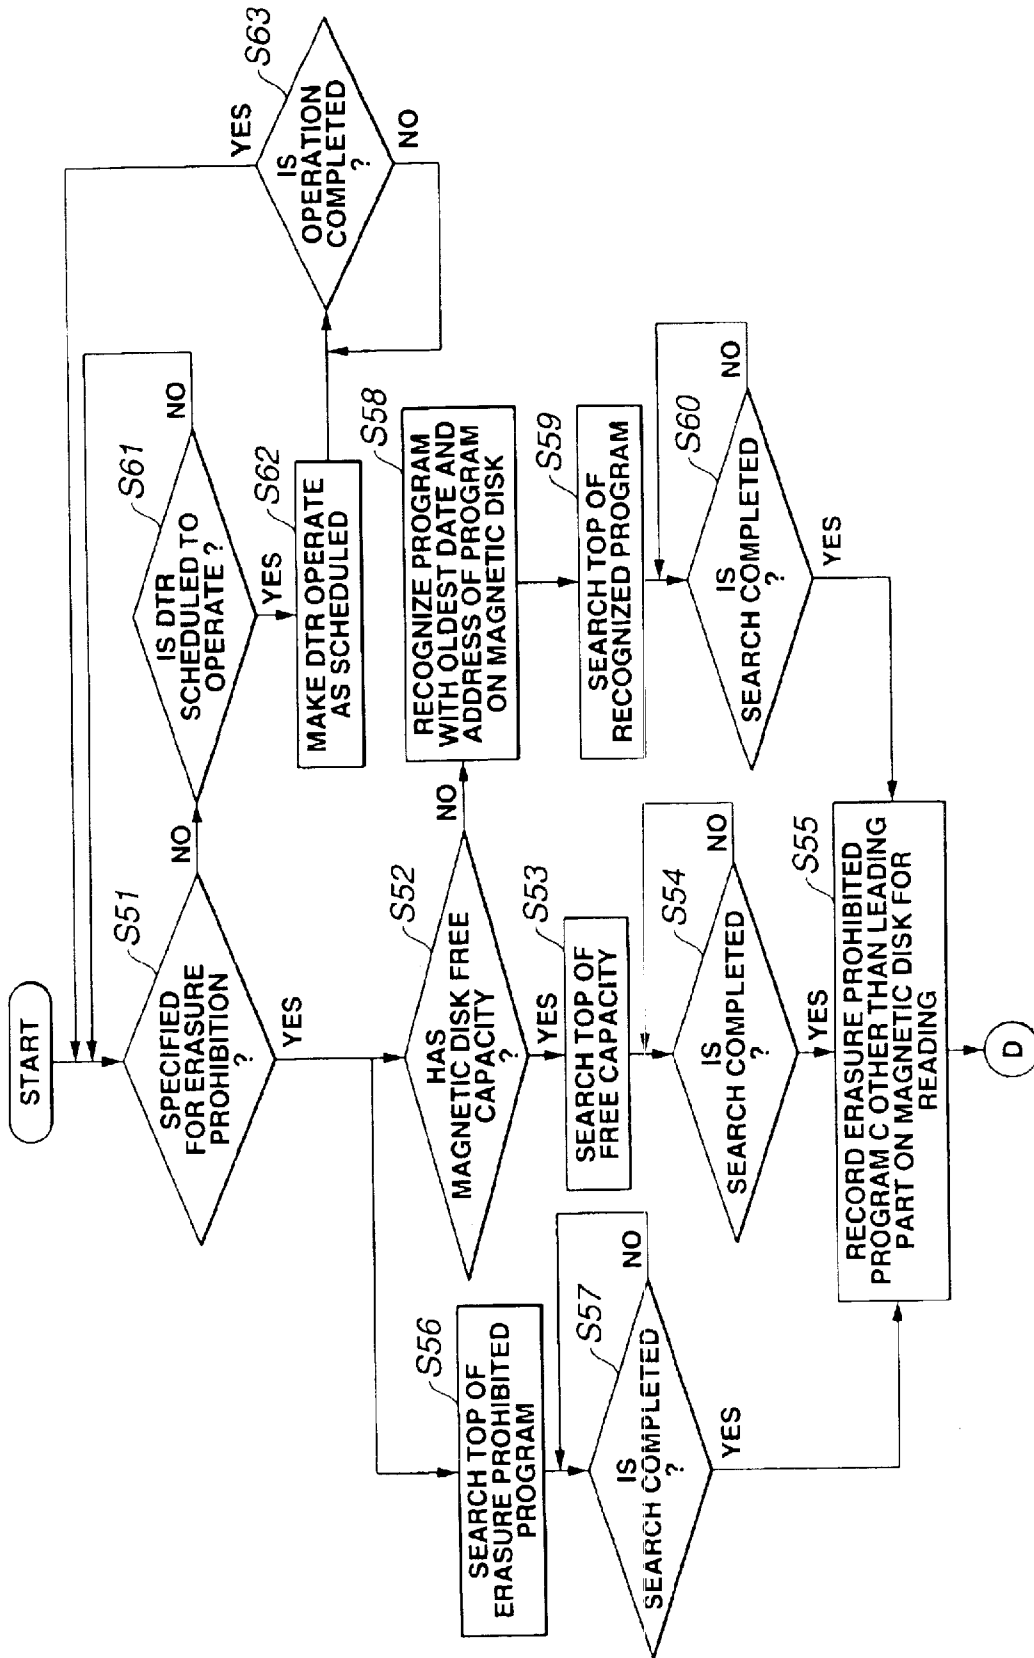 START
S51
SPECIFIED
FOR ERASURE
PROHIBITION
?
NO
YES
S61
IS DTR
SCHEDULED TO
OPERATE ?
NO
YES
S62
MAKE DTR OPERATE
AS SCHEDULED
S63
IS
OPERATION
COMPLETED
?
YES
NO
S52
HAS
MAGNETIC DISK FREE
CAPACITY
?
NO
YES
S53
SEARCH TOP OF
FREE CAPACITY
S54
IS
SEARCH COMPLETED
?
NO
YES
S56
SEARCH TOP OF
ERASURE PROHIBITED
PROGRAM
S57
IS
SEARCH COMPLETED
?
NO
YES
S58
RECOGNIZE PROGRAM
WITH OLDEST DATE AND
ADDRESS OF PROGRAM
ON MAGNETIC DISK
S59
SEARCH TOP OF
RECOGNIZED PROGRAM
S60
IS
SEARCH COMPLETED
?
NO
YES
S55
RECORD ERASURE PROHIBITED
PROGRAM C OTHER THAN LEADING
PART ON MAGNETIC DISK FOR
READING
D